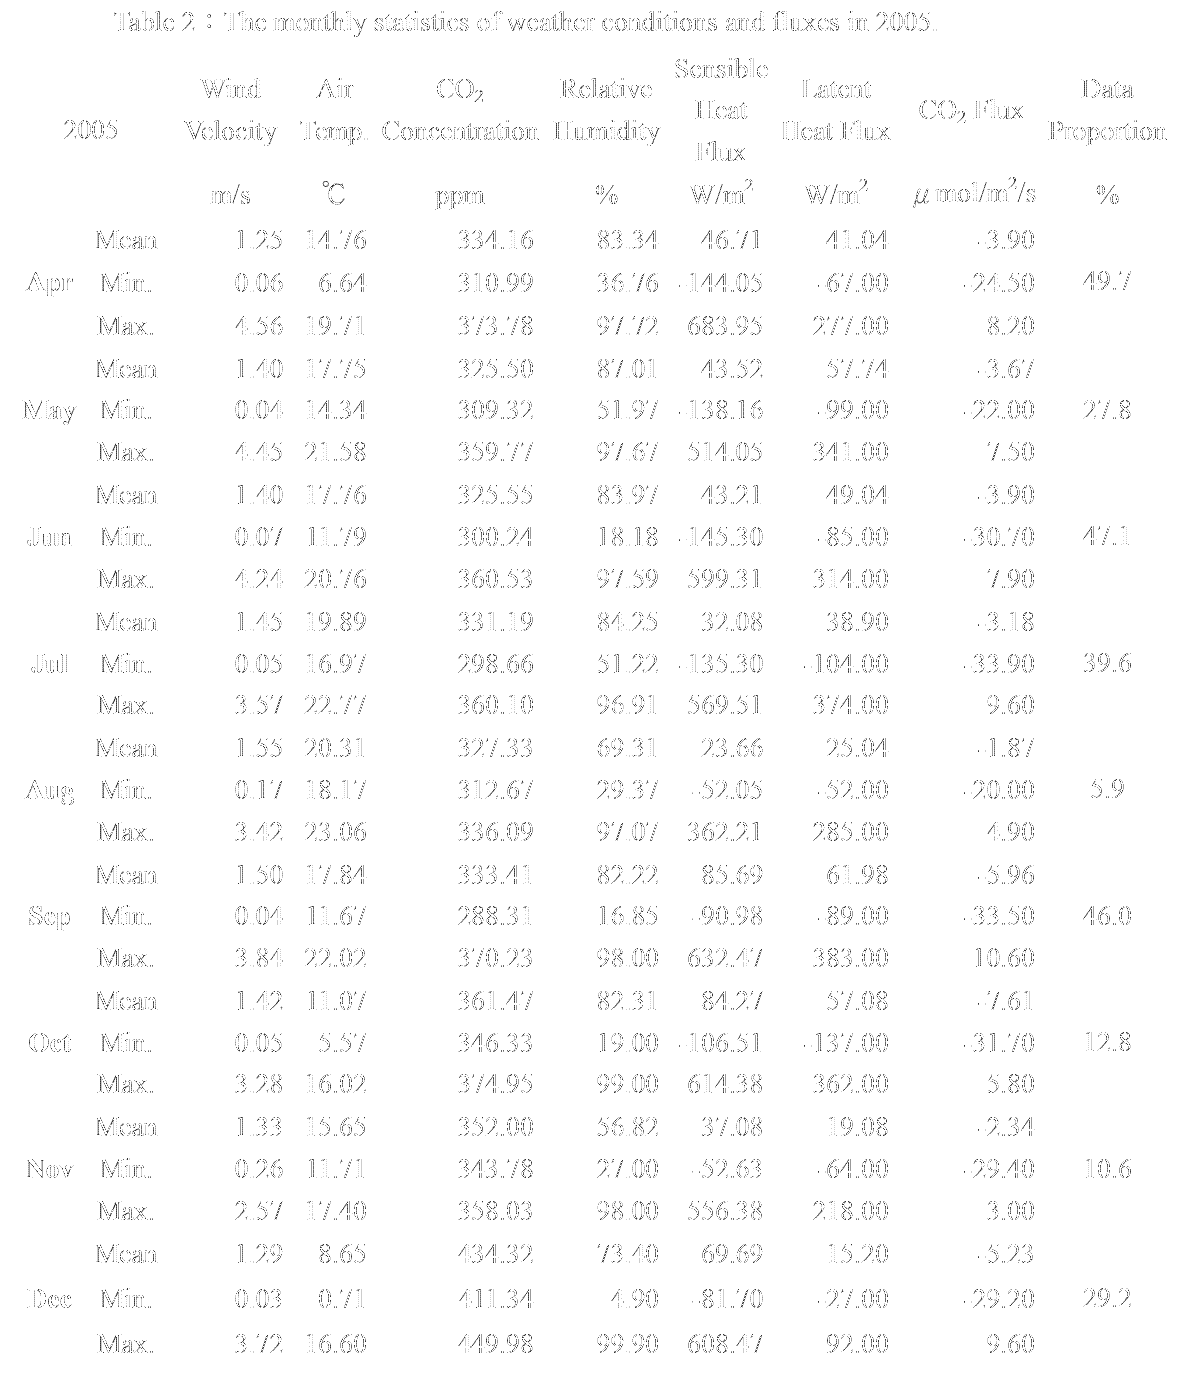 Table 2：The monthly statistics of weather conditions and fluxes in 2005.
2005 Wind Velocity Air Temp. CO2 Concentration Relative Humidity Sensible Heat Flux Latent Heat Flux CO2 Flux Data Proportion
m/s ℃ ppm % W/m2 W/m2 μ mol/m2/s %
Mean 1.25 14.76 334.16 83.34 46.71 41.04 -3.90
Apr Min. 0.06 6.64 310.99 36.76 -144.05 -67.00 -24.50 49.7
Max. 4.56 19.71 373.78 97.72 683.95 277.00 8.20
Mean 1.40 17.75 325.50 87.01 43.52 57.74 -3.67
May Min. 0.04 14.34 309.32 51.97 -138.16 -99.00 -22.00 27.8
Max. 4.45 21.58 359.77 97.67 514.05 341.00 7.50
Mean 1.40 17.76 325.55 83.97 43.21 49.04 -3.90
Jun Min. 0.07 11.79 300.24 18.18 -145.30 -85.00 -30.70 47.1
Max. 4.24 20.76 360.53 97.59 599.31 314.00 7.90
Mean 1.45 19.89 331.19 84.25 32.08 38.90 -3.18
Jul Min. 0.05 16.97 298.66 51.22 -135.30 -104.00 -33.90 39.6
Max. 3.57 22.77 360.10 96.91 569.51 374.00 9.60
Mean 1.55 20.31 327.33 69.31 23.66 25.04 -1.87
Aug Min. 0.17 18.17 312.67 29.37 -52.05 -52.00 -20.00 5.9
Max. 3.42 23.06 336.09 97.07 362.21 285.00 4.90
Mean 1.50 17.84 333.41 82.22 85.69 61.98 -5.96
Sep Min. 0.04 11.67 288.31 16.85 -90.98 -89.00 -33.50 46.0
Max. 3.84 22.02 370.23 98.00 632.47 383.00 10.60
Mean 1.42 11.07 361.47 82.31 84.27 57.08 -7.61
Oct Min. 0.05 5.57 346.33 19.00 -106.51 -137.00 -31.70 12.8
Max. 3.28 16.02 374.95 99.00 614.38 362.00 5.80
Mean 1.33 15.65 352.00 56.82 37.08 19.08 -2.34
Nov Min. 0.26 11.71 343.78 27.00 -52.63 -64.00 -29.40 10.6
Max. 2.57 17.40 358.03 98.00 556.38 218.00 3.00
Mean 1.29 8.65 434.32 73.40 69.69 15.20 -5.23
Dec Min. 0.03 0.71 411.34 4.90 -81.70 -27.00 -29.20 29.2
Max. 3.72 16.60 449.98 99.90 608.47 92.00 9.60